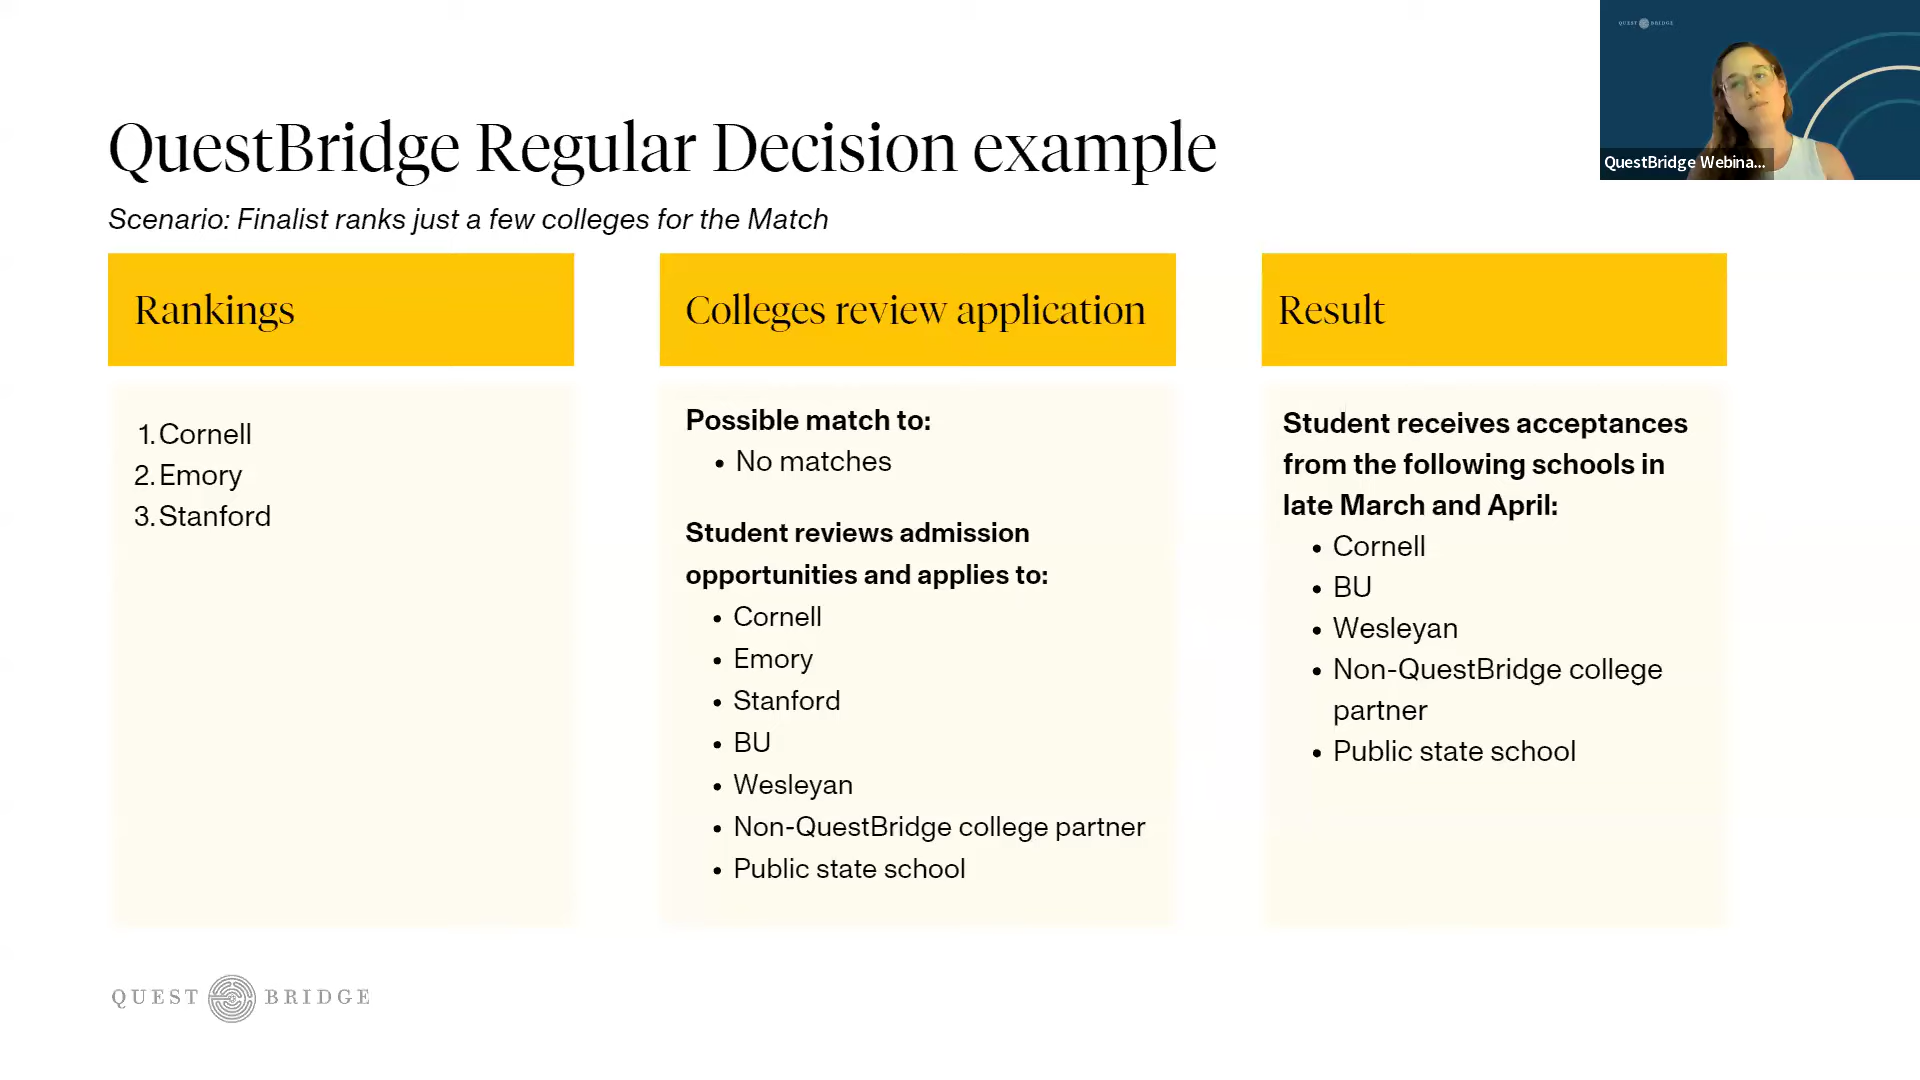 QUEST BRIDGE
QuestBridge Webina...
QuestBridge Regular Decision example
Scenario: Finalist ranks just a few colleges for the Match
Rankings
1. Cornell
2. Emory
3. Stanford
Colleges review application
Possible match to:
• No matches
Student reviews admission
opportunities and applies to:
• Cornell
• Emory
• Stanford
• BU
• Wesleyan
• Non-QuestBridge college partner
• Public state school
Result
Student receives acceptances
from the following schools in
late March and April:
• Cornell
• BU
• Wesleyan
• Non-QuestBridge college
partner
• Public state school
QUEST BRIDGE